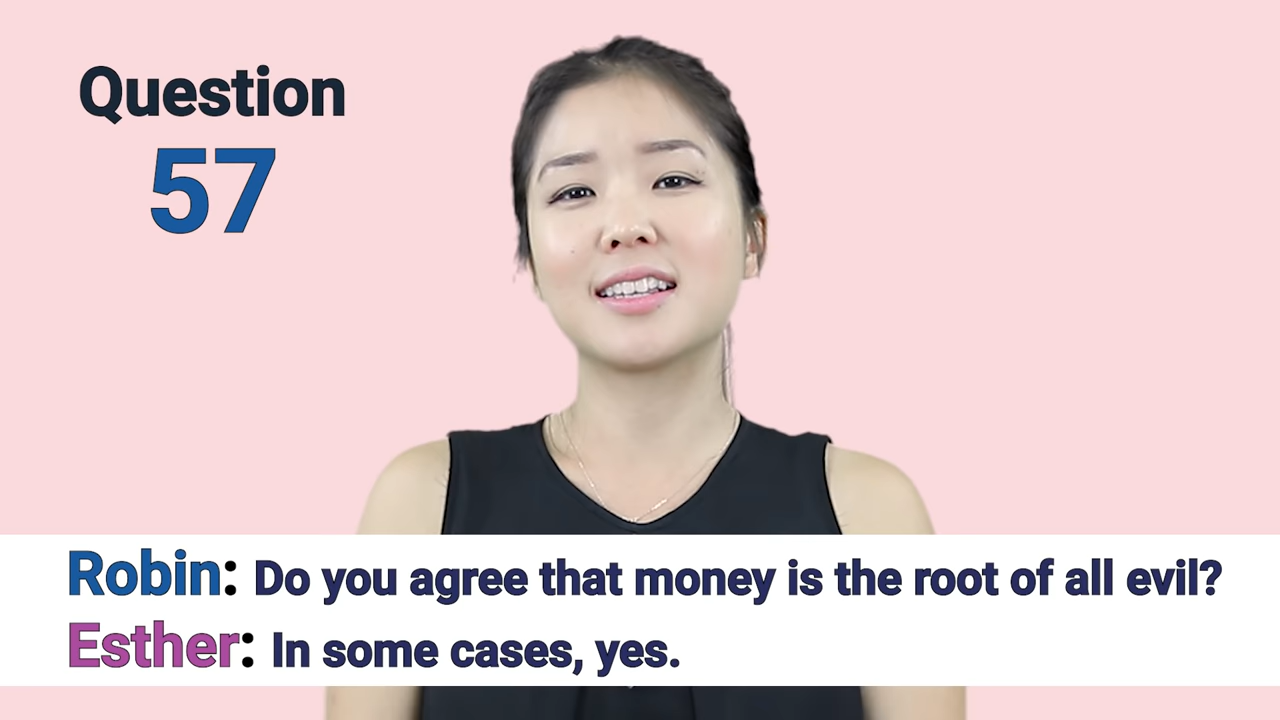 Question
57
Robin: Do you agree that money is the root of all evil?
Esther: In some cases, yes.